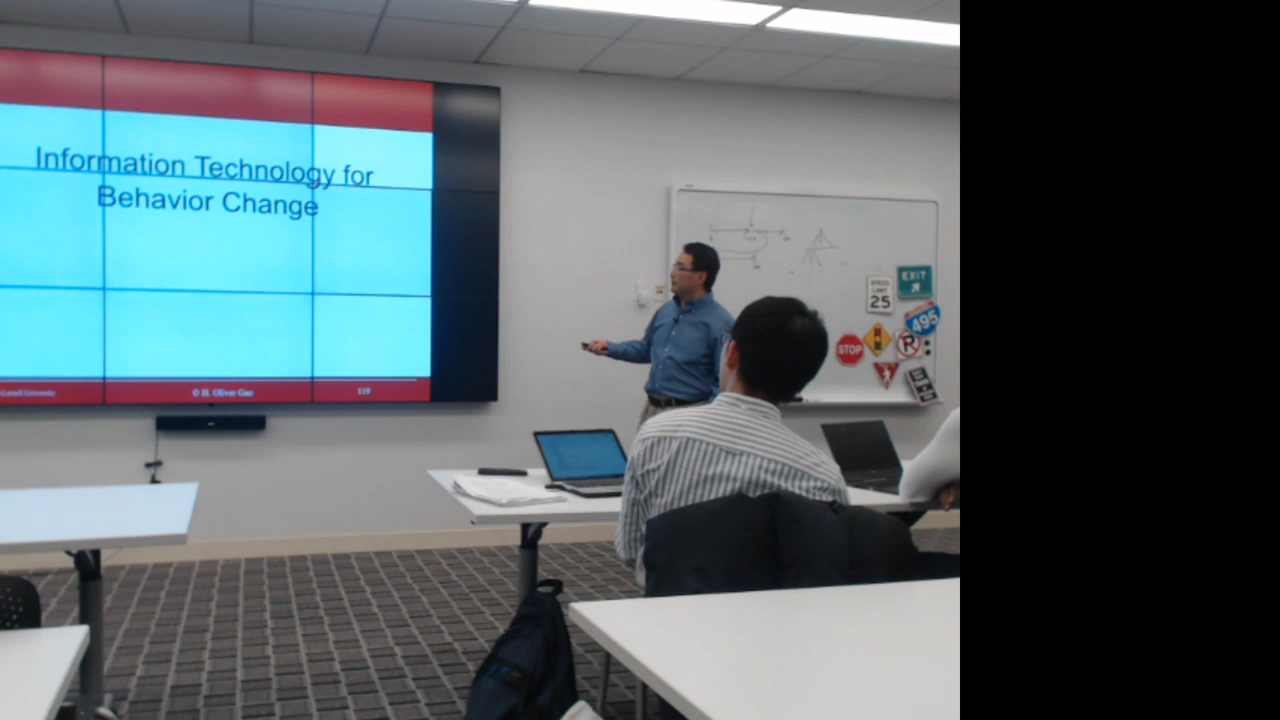 Information Technology for
Behavior Change
Cornell University
© H. Oliver Gao
119
EXIT
SPEED
LIMIT
25
495
STOP
P